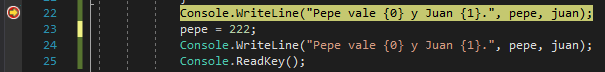 22 Console.WriteLine("Pepe vale {0} y Juan {1}.", pepe, juan);
23 pepe = 222;
24 Console.WriteLine("Pepe vale {0} y Juan {1}.", pepe, juan);
25 Console.ReadKey();